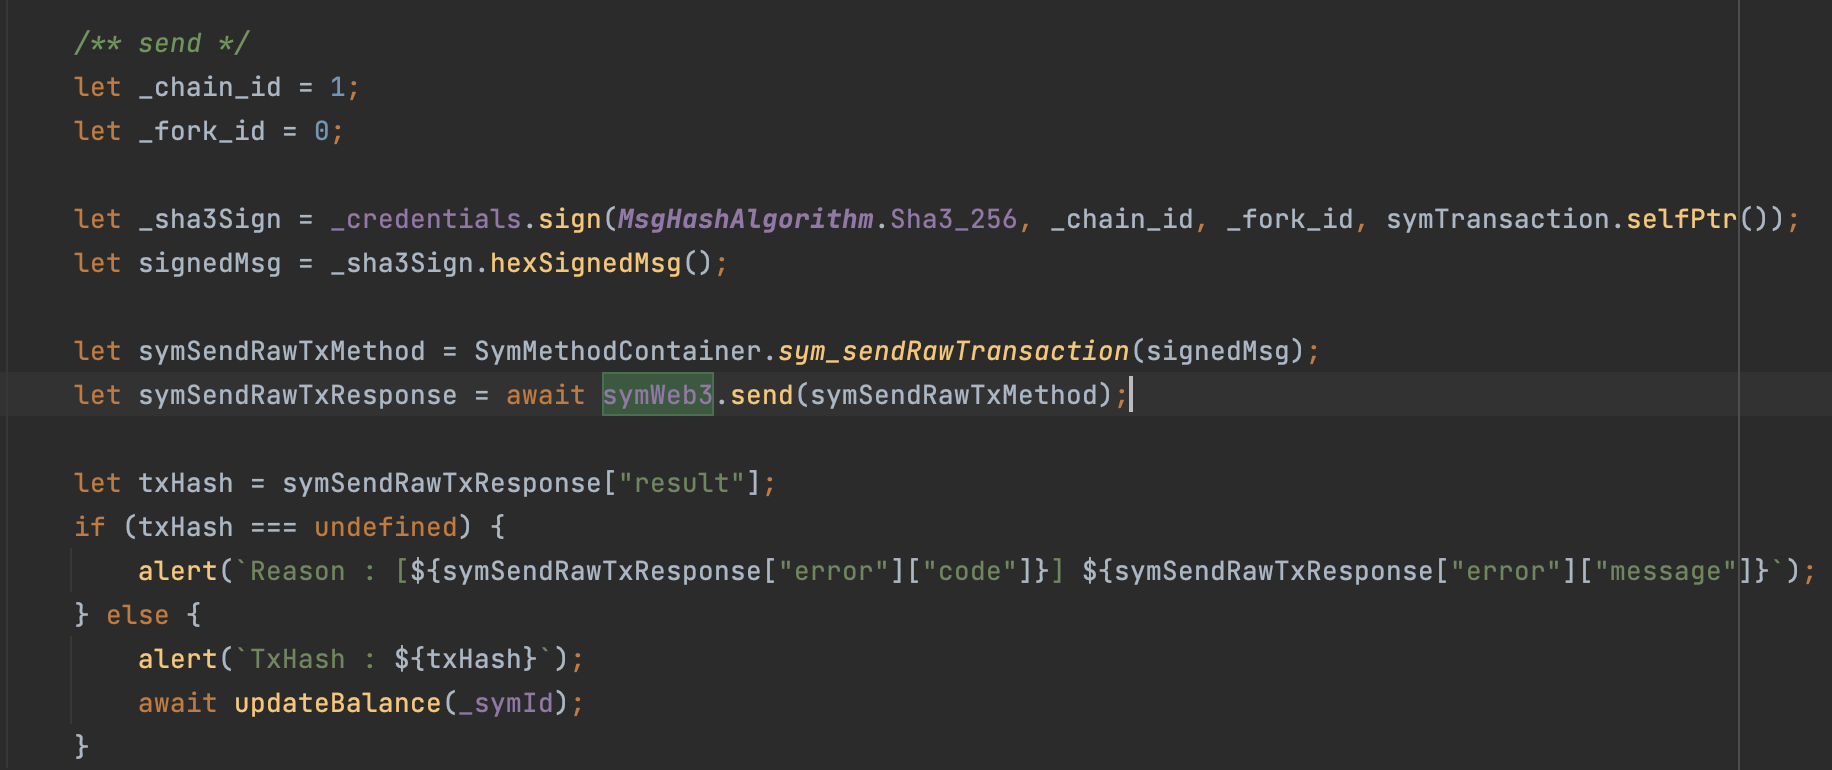 /** send */
let _chain_id = 1;
let _fork_id = 0;
let _sha3Sign = _credentials.sign(MsgHashAlgorithm.Sha3_256, _chain_id, _fork_id, symTransaction.selfPtr());
let signedMsg = _sha3Sign.hexSignedMsg();
let symSendRawTxMethod = SymMethodContainer.sym_sendRawTransaction(signedMsg);
let symSendRawTxResponse = await symWeb3.send(symSendRawTxMethod);
let txHash = symSendRawTxResponse["result"];
if (txHash === undefined) {
    alert(`Reason : [${symSendRawTxResponse["error"]["code"]}] ${symSendRawTxResponse["error"]["message"]}`);
} else {
    alert(`TxHash : ${txHash}`);
    await updateBalance(_symId);
}